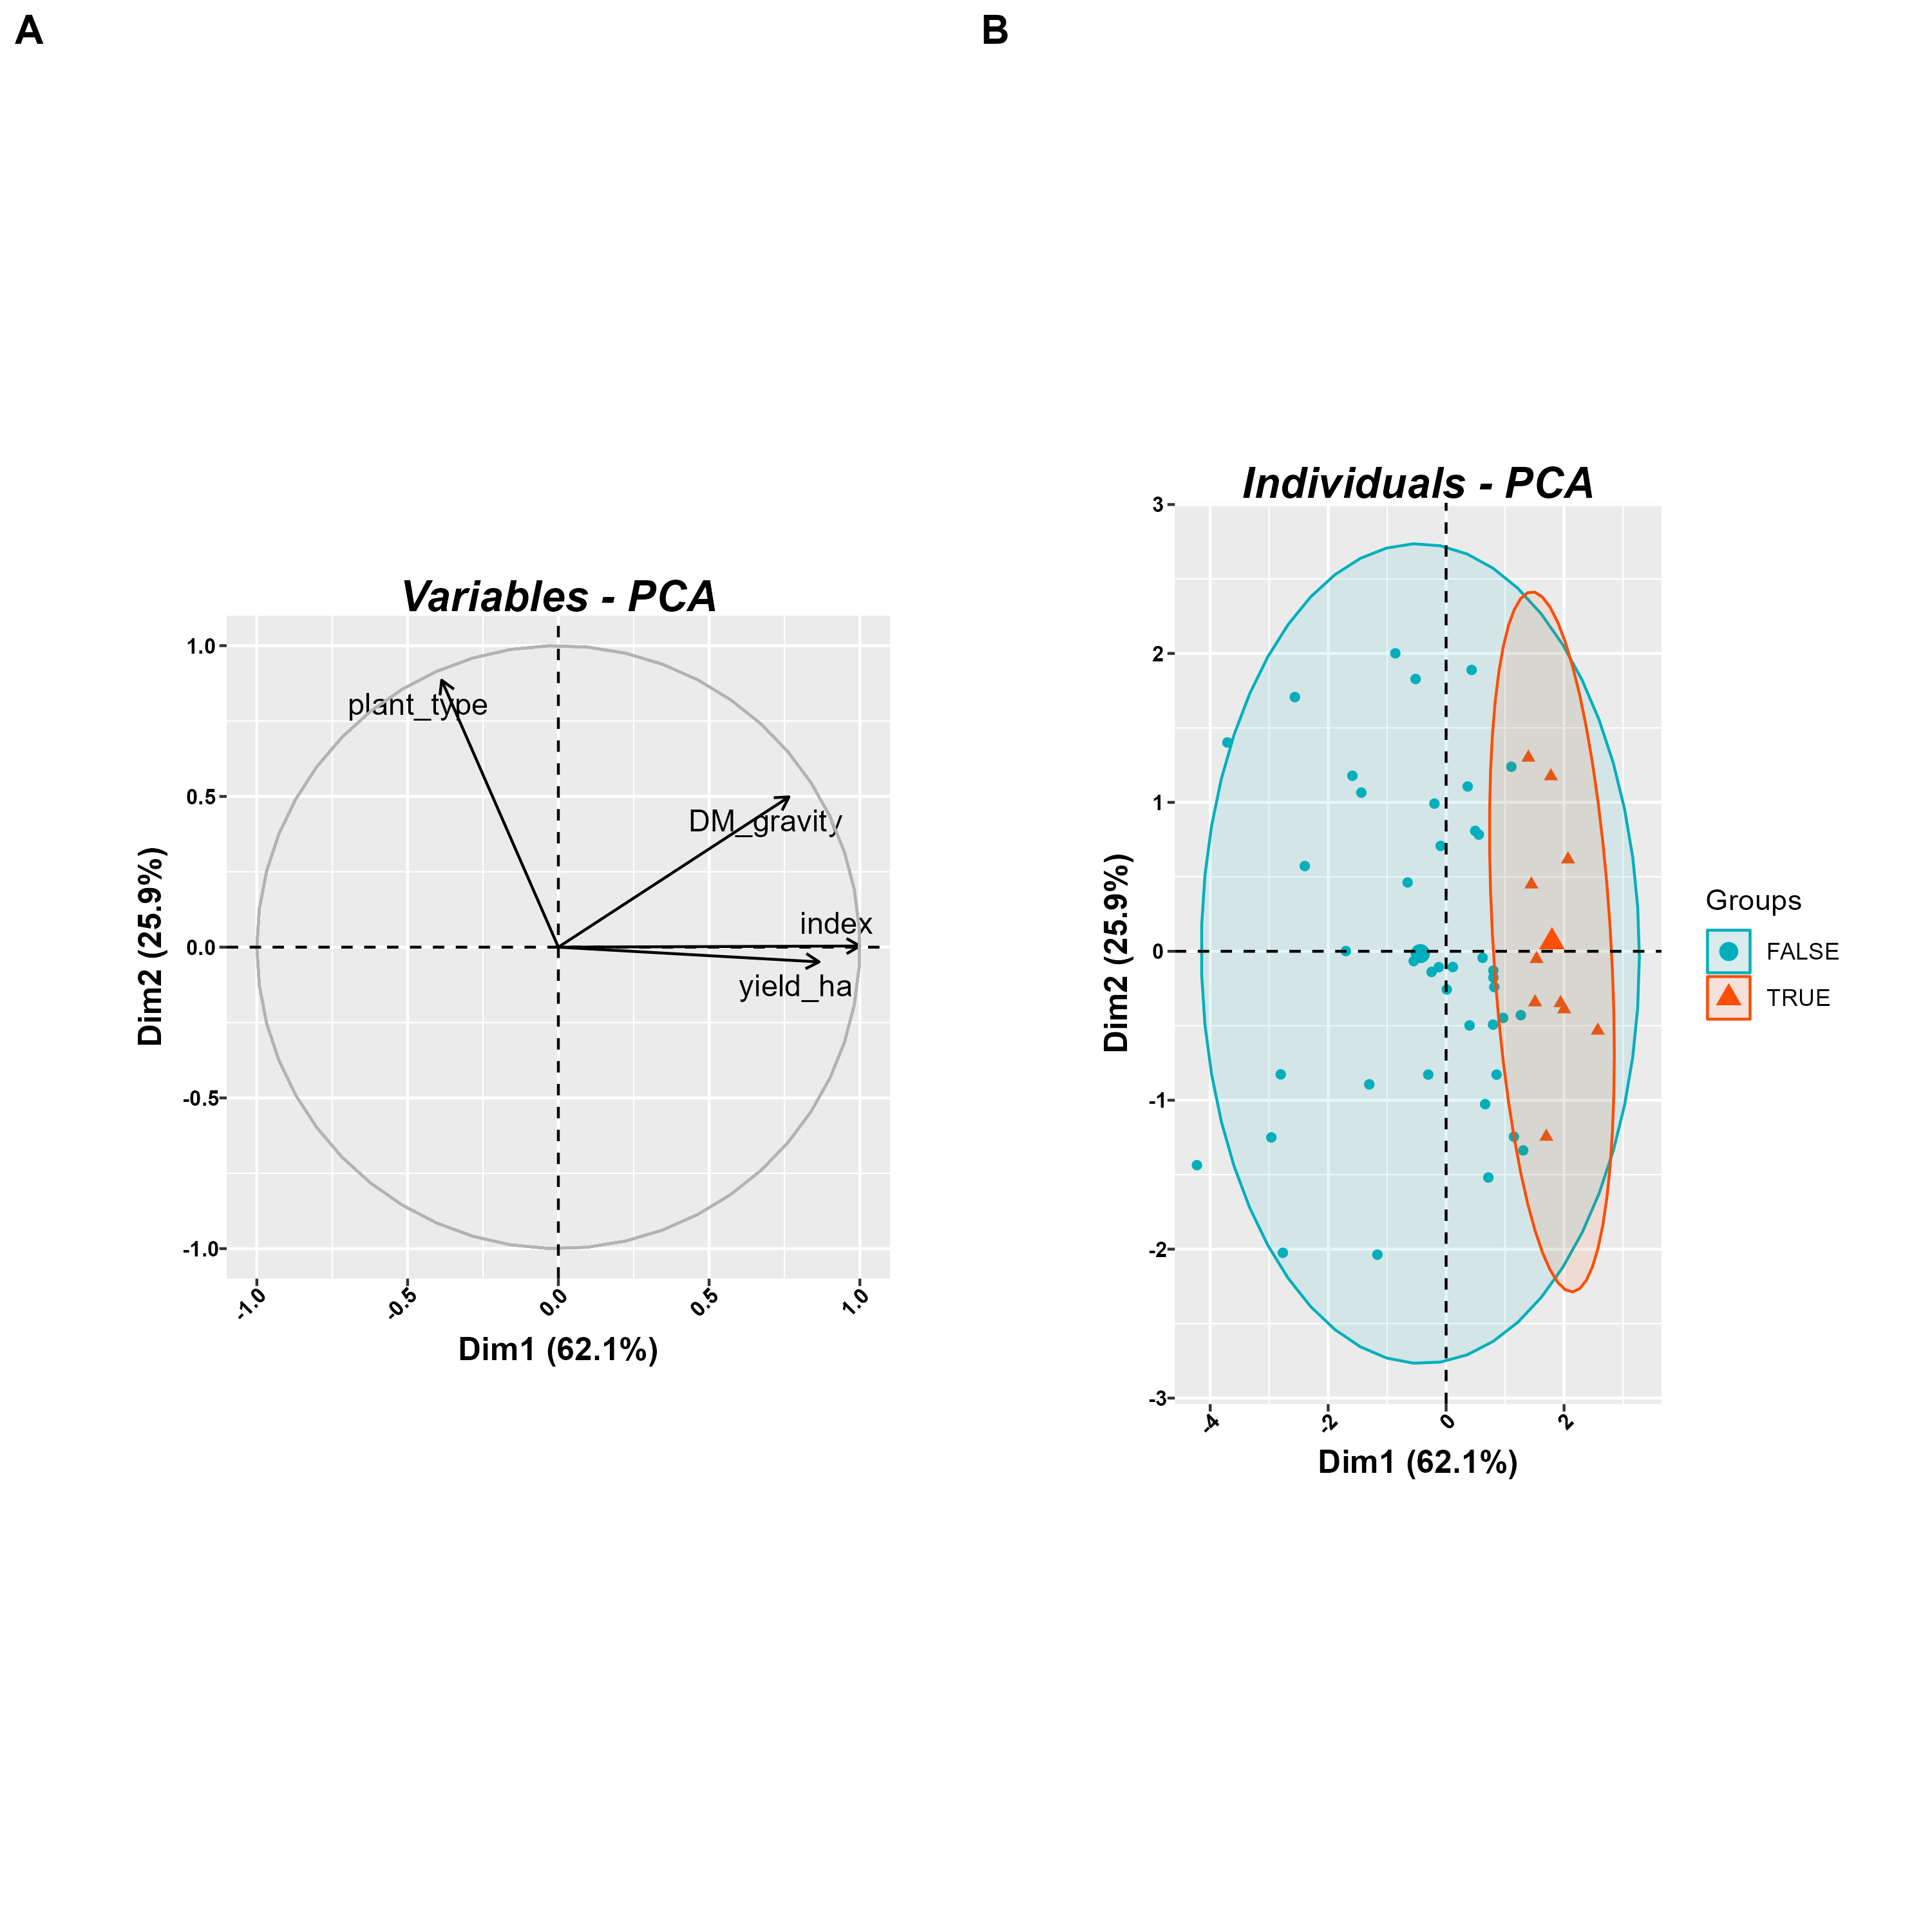 A
B
Variables - PCA
1.0
0.5
0.0
-0.5
-1.0
Dim2 (25.9%)
plant_type
DM_gravity
index
yield_ha
-1.0
-0.5
0.0
0.5
1.0
Dim1 (62.1%)
Individuals - PCA
3
2
1
0
-1
-2
-3
Dim2 (25.9%)
-4
-2
0
2
Dim1 (62.1%)
Groups
FALSE
TRUE